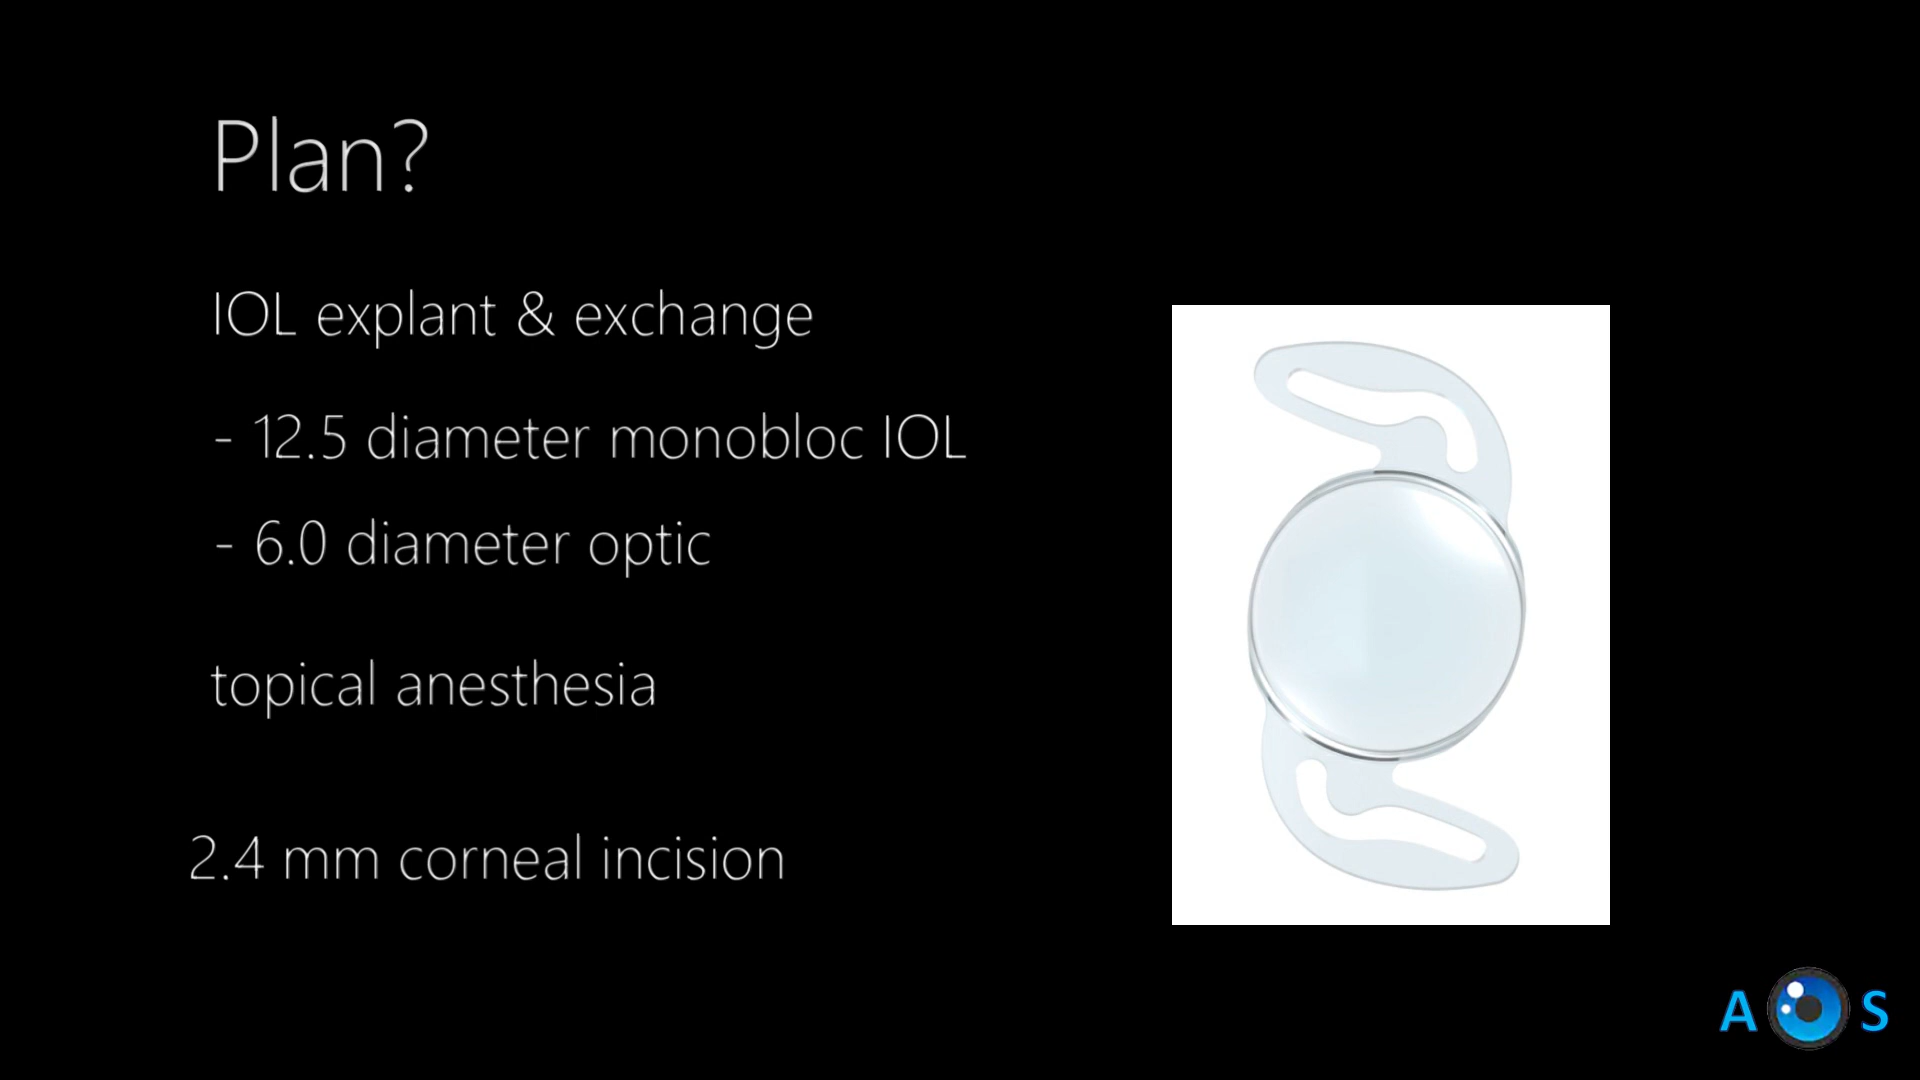 Plan?
IOL explant & exchange
- 12.5 diameter monobloc IOL
- 6.0 diameter optic
topical anesthesia
2.4 mm corneal incision
A S